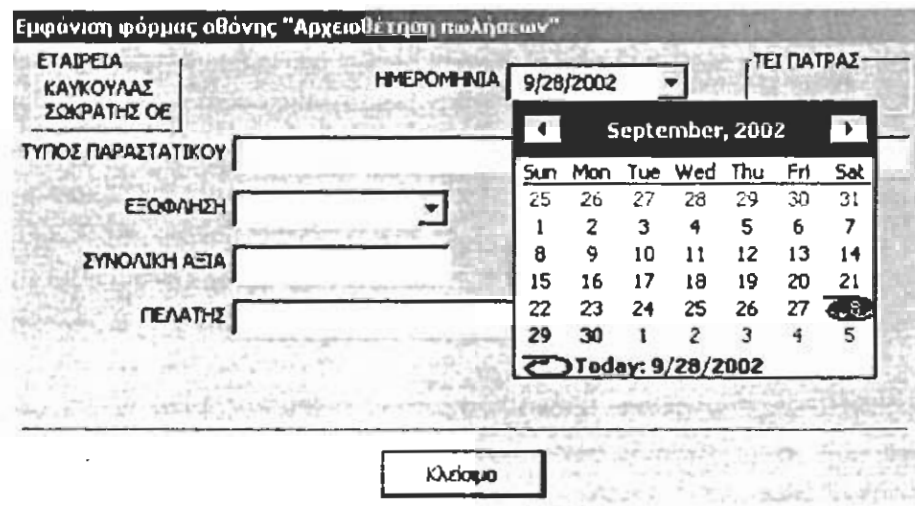 Εμφάνιση φόρμας οθόνης "Αρχειοθέτηση πωλήσεων"
ΕΤΑΙΡΕΙΑ
ΚΑΥΚΟΥΛΑΣ
ΣΩΚΡΑΤΗΣ ΟΕ
ΗΜΕΡΟΜΗΝΙΑ 9/28/2002
ΤΕΙ ΠΑΤΡΑΣ
September, 2002
ΤΥΠΟΣ ΠΑΡΑΣΤΑΤΙΚΟΥ
Sun Mon Tue Wed Thu Fri Sat
25 26 27 28 29 30 31
ΕΞΩΦΛΗΣΗ
1 2 3 4 5 6 7
8 9 10 11 12 13 14
ΣΥΝΟΛΙΚΗ ΑΞΙΑ
15 16 17 18 19 20 21
ΠΕΛΑΤΗΣ
22 23 24 25 26 27 28
29 30 1 2 3 4 5
Today: 9/28/2002
Κλείσιμο